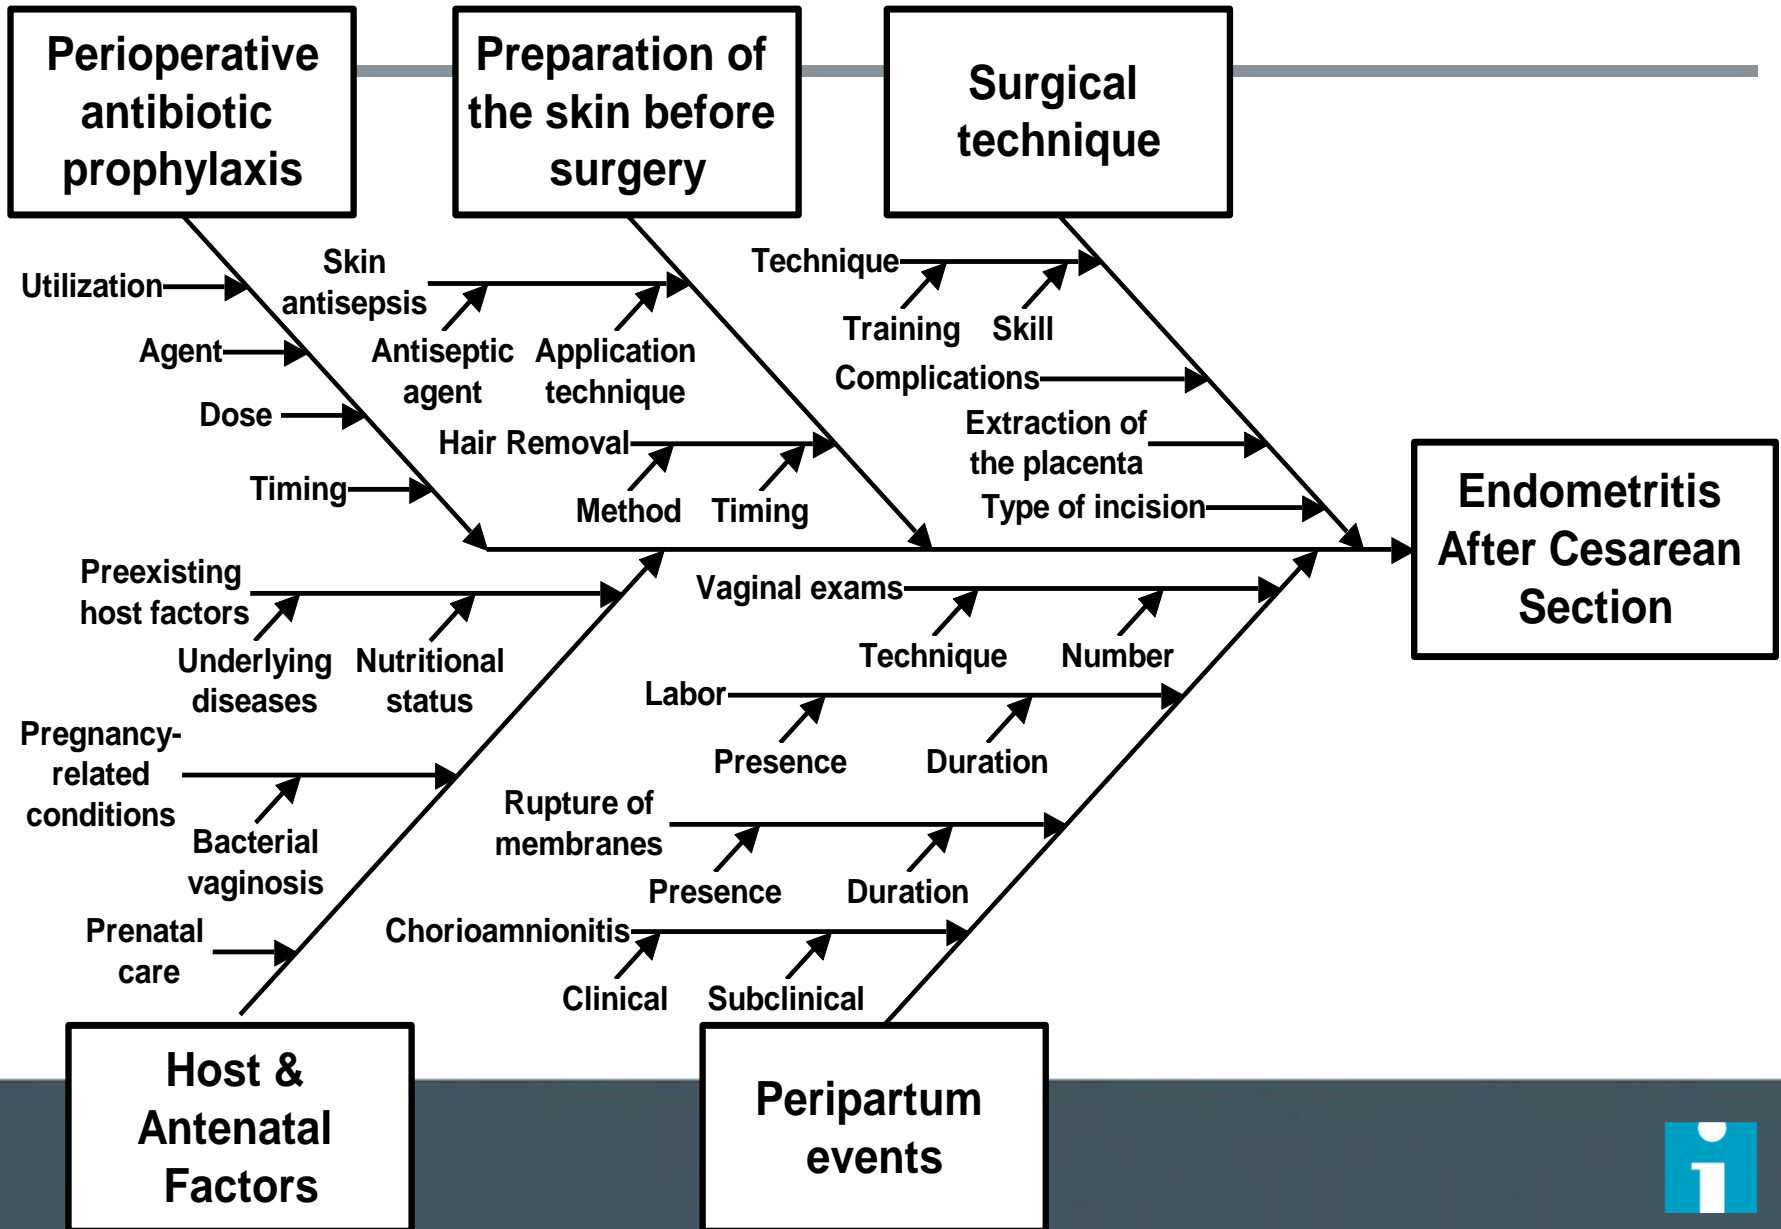 Perioperative
antibiotic
prophylaxis
Preparation of
the skin before
surgery
Surgical
technique
Utilization
Agent
Dose
Timing
Skin
antisepsis
Antiseptic
agent
Application
technique
Hair Removal
Method
Timing
Technique
Training
Skill
Complications
Extraction of
the placenta
Type of incision
Endometritis
After Cesarean
Section
Preexisting
host factors
Underlying
diseases
Nutritional
status
Pregnancy-
related
conditions
Bacterial
vaginosis
Prenatal
care
Vaginal exams
Technique
Number
Labor
Presence
Duration
Rupture of
membranes
Presence
Duration
Chorioamnionitis
Clinical
Subclinical
Host &
Antenatal
Factors
Peripartum
events
i